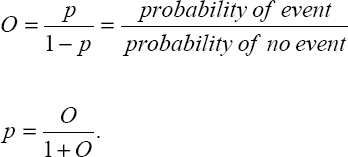 O = p / (1 − p) = probability of event / probability of no event
p = O / (1 + O).